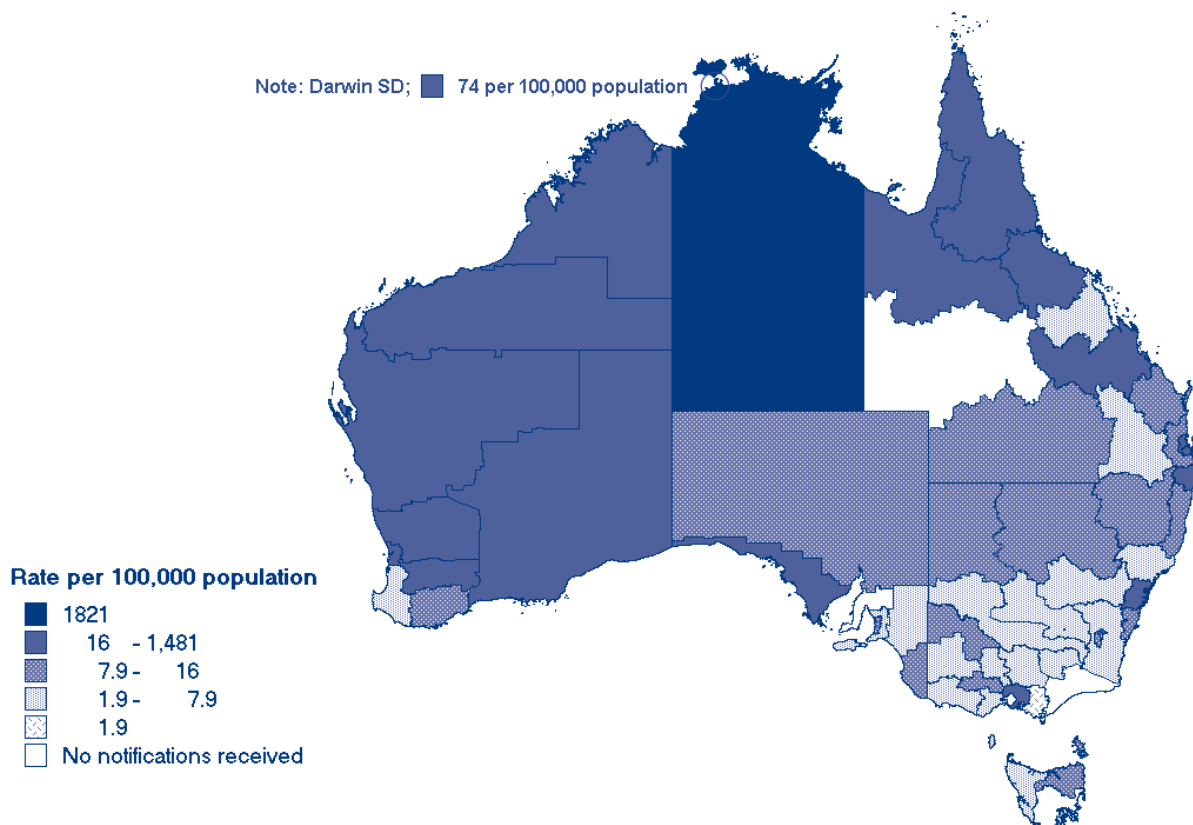 Note: Darwin SD; 74 per 100,000 population
Rate per 100,000 population
1821
16 - 1,481
7.9 - 16
1.9 - 7.9
1.9
No notifications received